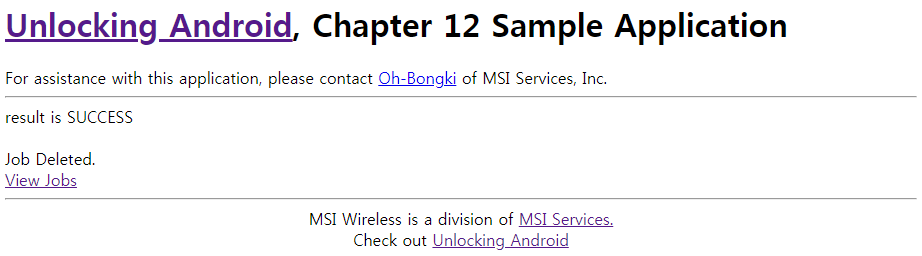 Unlocking Android, Chapter 12 Sample Application
For assistance with this application, please contact Oh-Bongki of MSI Services, Inc.
result is SUCCESS
Job Deleted.
View Jobs
MSI Wireless is a division of MSI Services.
Check out Unlocking Android